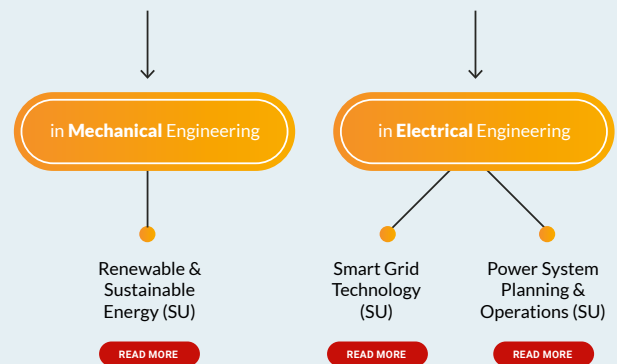 in Mechanical Engineering
in Electrical Engineering
Renewable &
Sustainable
Energy (SU)
READ MORE
Smart Grid
Technology
(SU)
READ MORE
Power System
Planning &
Operations (SU)
READ MORE